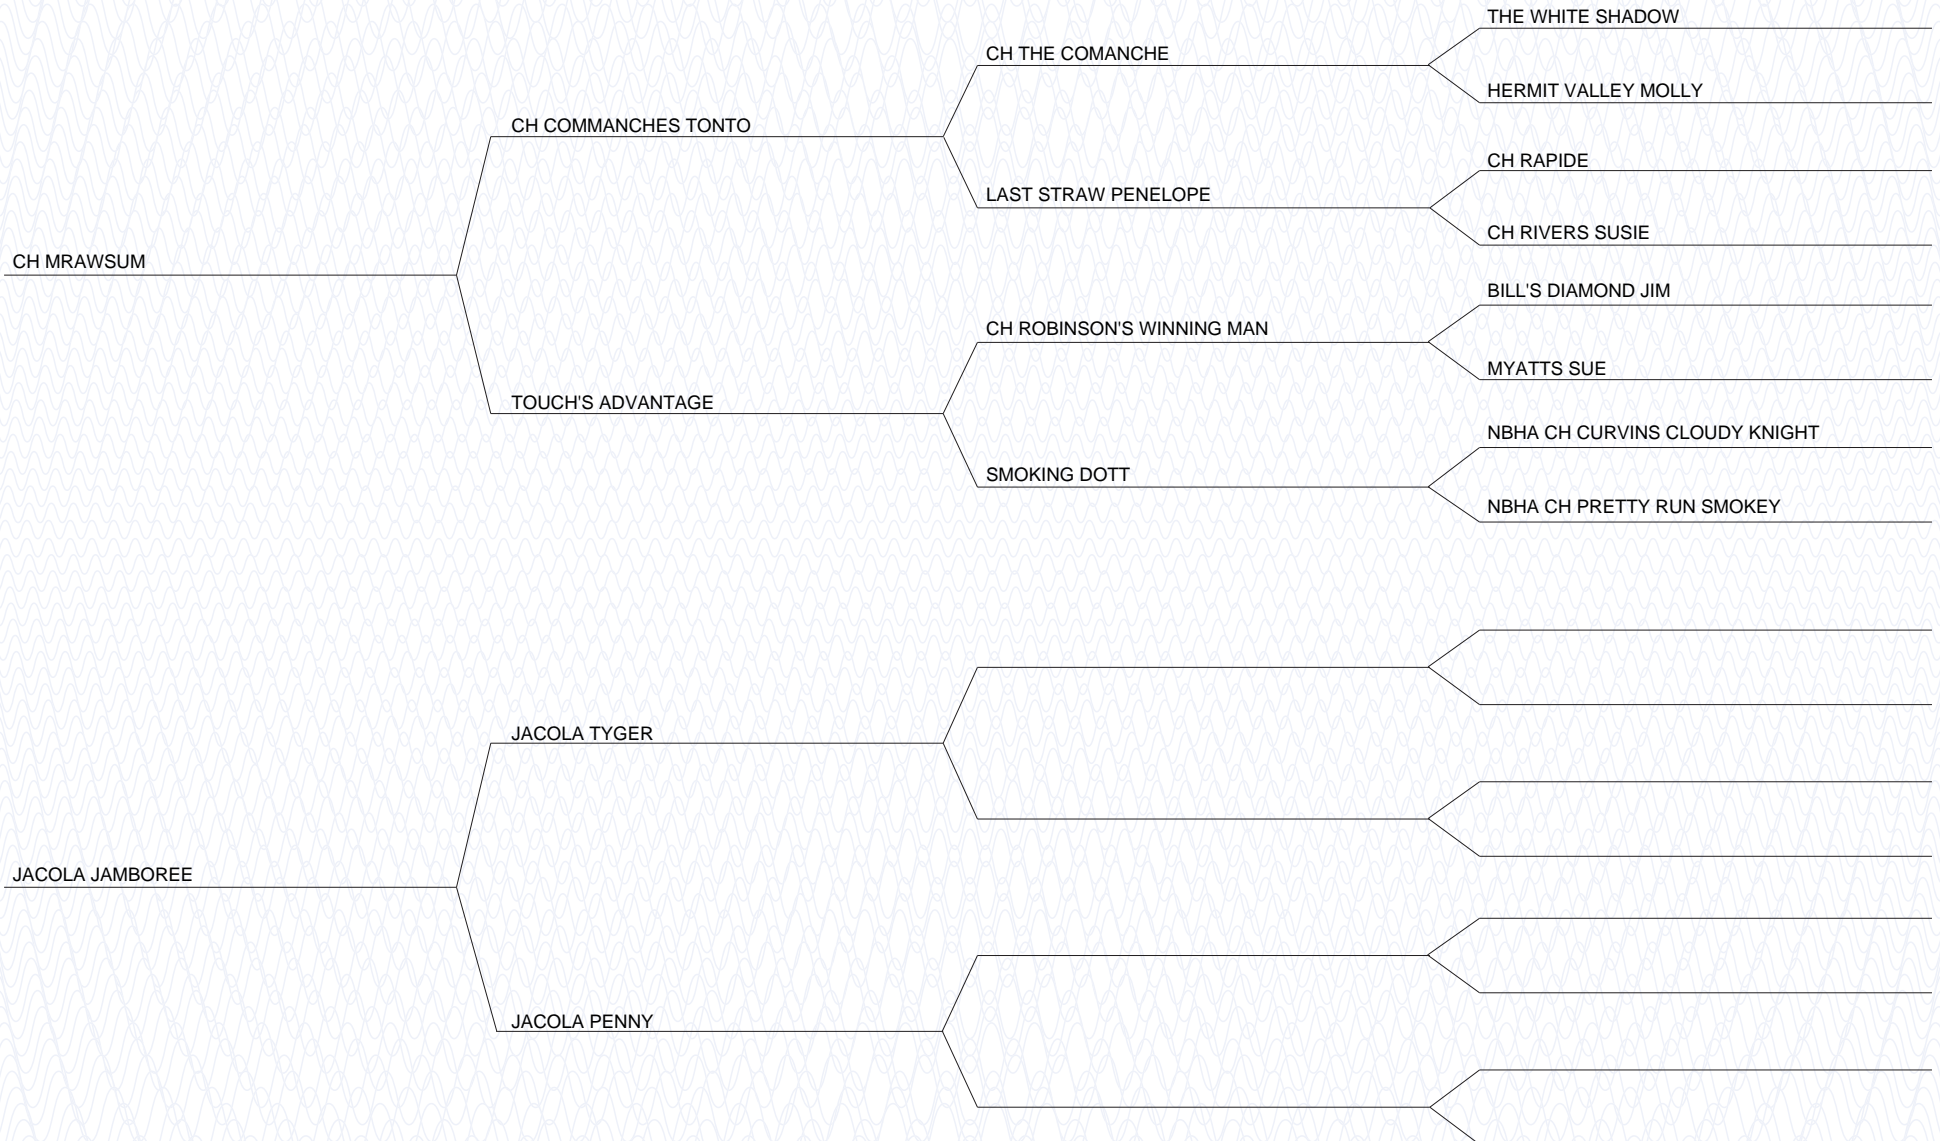 THE WHITE SHADOW
CH THE COMANCHE
HERMIT VALLEY MOLLY
CH COMMANCHES TONTO
CH RAPIDE
LAST STRAW PENELOPE
CH RIVERS SUSIE
CH MRAWSUM
BILL'S DIAMOND JIM
CH ROBINSON'S WINNING MAN
MYATTS SUE
TOUCH'S ADVANTAGE
NBHA CH CURVINS CLOUDY KNIGHT
SMOKING DOTT
NBHA CH PRETTY RUN SMOKEY
JACOLA TYGER
JACOLA JAMBOREE
JACOLA PENNY